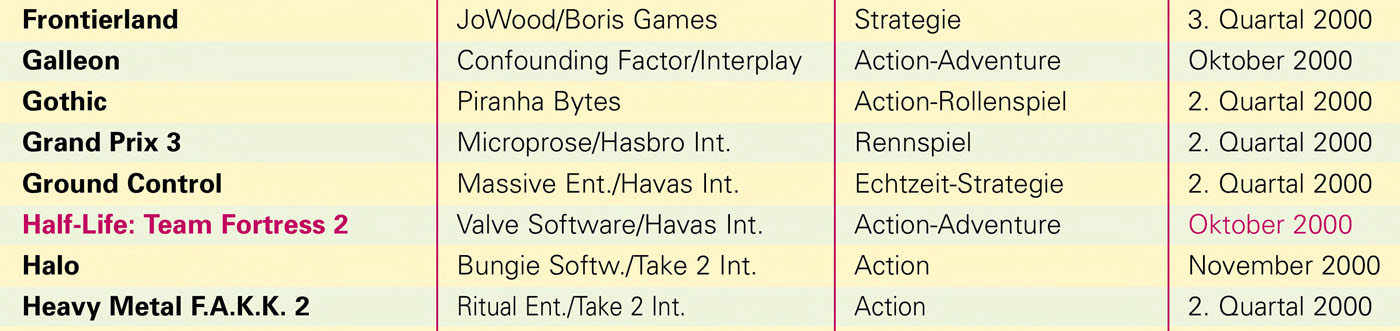 Frontierland JoWood/Boris Games Strategie 3. Quartal 2000
Galleon Confounding Factor/Interplay Action-Adventure Oktober 2000
Gothic Piranha Bytes Action-Rollenspiel 2. Quartal 2000
Grand Prix 3 Microprose/Hasbro Int. Rennspiel 2. Quartal 2000
Ground Control Massive Ent./Havas Int. Echtzeit-Strategie 2. Quartal 2000
Half-Life: Team Fortress 2 Valve Software/Havas Int. Action-Adventure Oktober 2000
Halo Bungie Softw./Take 2 Int. Action November 2000
Heavy Metal F.A.K.K. 2 Ritual Ent./Take 2 Int. Action 2. Quartal 2000